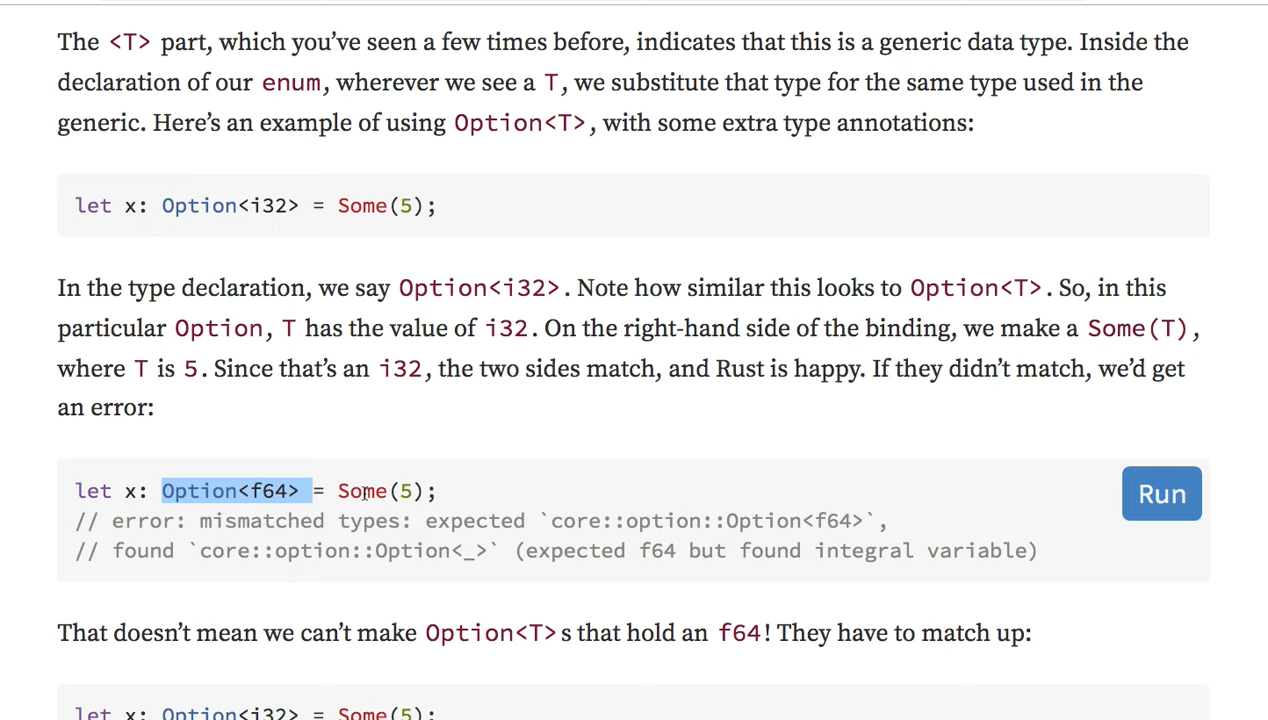 The <T> part, which you’ve seen a few times before, indicates that this is a generic data type. Inside the
declaration of our enum, wherever we see a T, we substitute that type for the same type used in the
generic. Here’s an example of using Option<T>, with some extra type annotations:
let x: Option<i32> = Some(5);
In the type declaration, we say Option<i32>. Note how similar this looks to Option<T>. So, in this
particular Option, T has the value of i32. On the right-hand side of the binding, we make a Some(T),
where T is 5. Since that’s an i32, the two sides match, and Rust is happy. If they didn’t match, we’d get
an error:
let x: Option<f64> = Some(5);
Run
// error: mismatched types: expected `core::option::Option<f64>`,
// found `core::option::Option<_>` (expected f64 but found integral variable)
That doesn’t mean we can’t make Option<T>s that hold an f64! They have to match up:
let x: Option<i32> = Some(5);